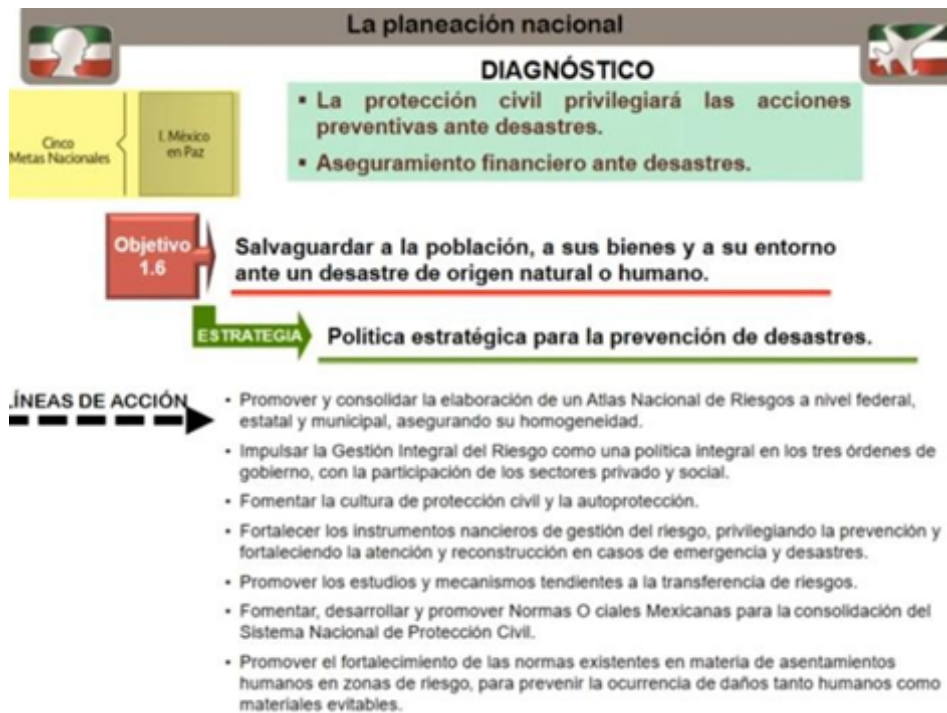 La planeación nacional
DIAGNÓSTICO
▪ La protección civil privilegiará las acciones
preventivas ante desastres.
▪ Aseguramiento financiero ante desastres.
Cinco
Metas Nacionales
I. México
en Paz
Objetivo
1.6
Salvaguardar a la población, a sus bienes y a su entorno
ante un desastre de origen natural o humano.
ESTRATEGIA
Política estratégica para la prevención de desastres.
LÍNEAS DE ACCIÓN
• Promover y consolidar la elaboración de un Atlas Nacional de Riesgos a nivel federal,
estatal y municipal, asegurando su homogeneidad.
• Impulsar la Gestión Integral del Riesgo como una política integral en los tres órdenes de
gobierno, con la participación de los sectores privado y social.
• Fomentar la cultura de protección civil y la autoprotección.
• Fortalecer los instrumentos nancieros de gestión del riesgo, privilegiando la prevención y
fortaleciendo la atención y reconstrucción en casos de emergencia y desastres.
• Promover los estudios y mecanismos tendientes a la transferencia de riesgos.
• Fomentar, desarrollar y promover Normas O ciales Mexicanas para la consolidación del
Sistema Nacional de Protección Civil.
• Promover el fortalecimiento de las normas existentes en materia de asentamientos
humanos en zonas de riesgo, para prevenir la ocurrencia de daños tanto humanos como
materiales evitables.